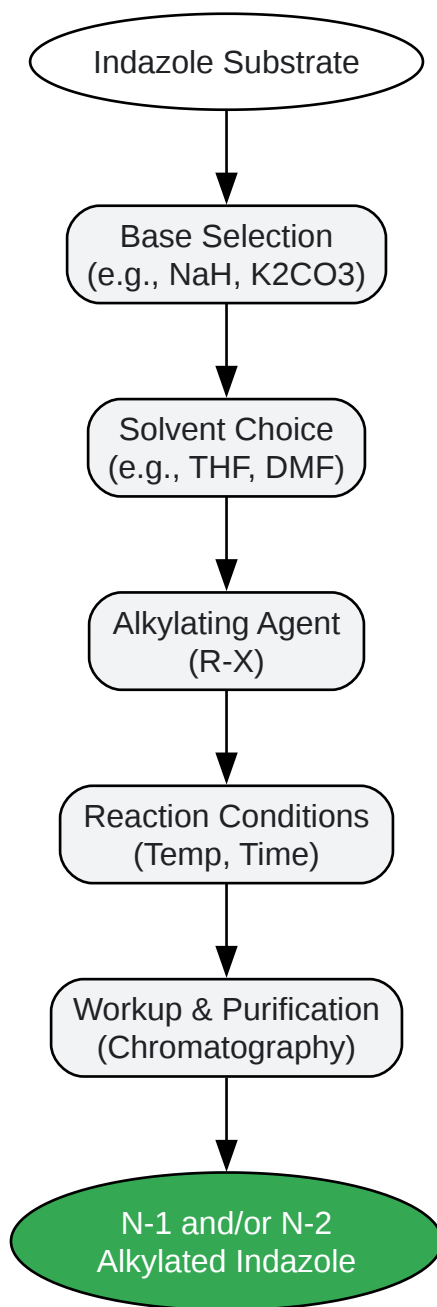 Indazole Substrate
Base Selection
(e.g., NaH, K2CO3)
Solvent Choice
(e.g., THF, DMF)
Alkylating Agent
(R-X)
Reaction Conditions
(Temp, Time)
Workup & Purification
(Chromatography)
N-1 and/or N-2
Alkylated Indazole